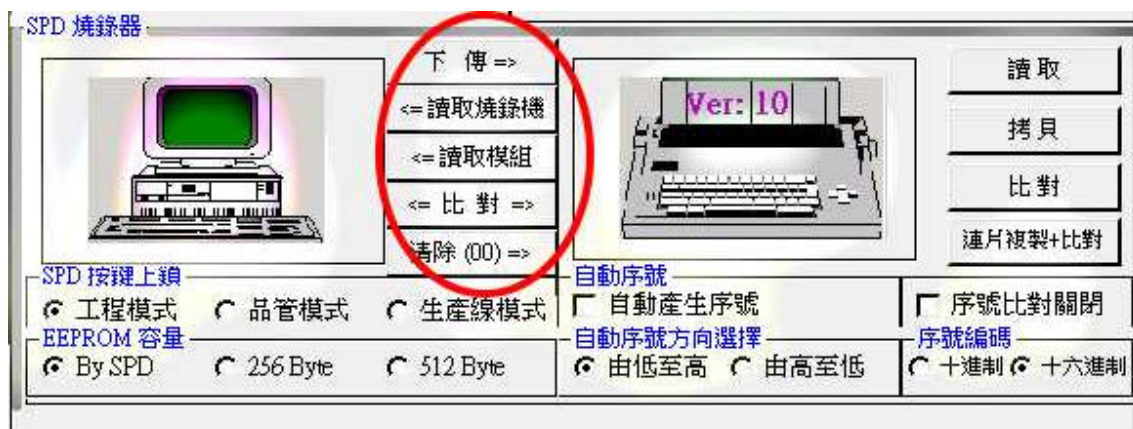 SPD 燒錄器
下 傳 =>
<= 讀取燒錄機
<= 讀取模組
<= 比 對 =>
清除 (00) =>
Ver: 10
讀 取
拷 貝
比 對
連片複製+比對
SPD 按鍵上鎖
工程模式 品管模式 生產線模式
EEPROM 容量
By SPD 256 Byte 512 Byte
自動序號
自動產生序號
序號比對關閉
自動序號方向選擇
由低至高 由高至低
序號編碼
十進制 十六進制